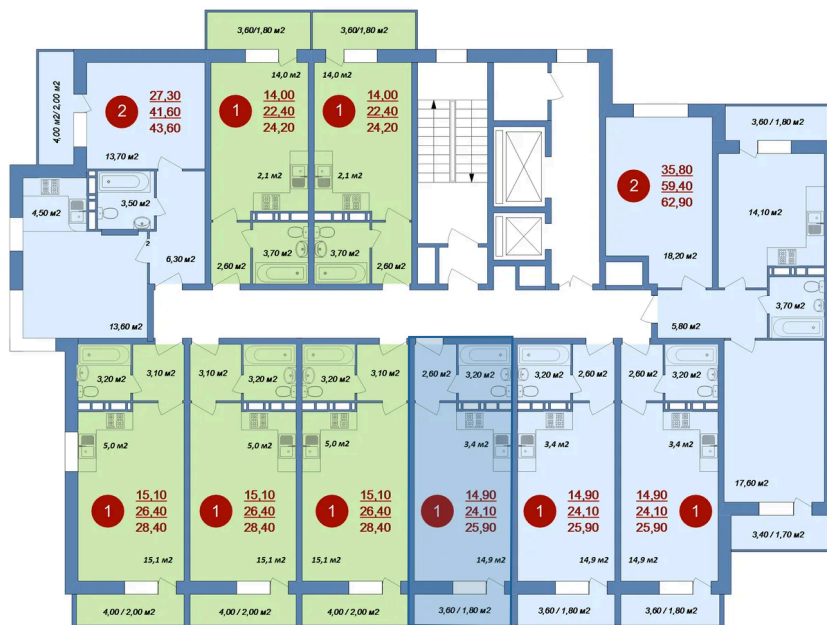 3,60/1,80 м2
3,60/1,80 м2
4,00 м2/ 2,00 м2
2
27,30
41,60
43,60
13,70 м2
14,0 м2
1
14,00
22,40
24,20
2,1 м2
14,0 м2
1
14,00
22,40
24,20
2,1 м2
3,60 / 1,80 м2
2
35,80
59,40
62,90
18,20 м2
14,10 м2
4,50 м2
3,50 м2
2
6,30 м2
13,60 м2
2,60 м2
3,70 м2
3,70 м2
2,60 м2
5,80 м2
3,70 м2
3,20 м2
3,10 м2
3,10 м2
3,20 м2
3,20 м2
3,10 м2
2,60 м2
3,20 м2
3,20 м2
2,60 м2
2,60 м2
3,20 м2
5,0 м2
5,0 м2
5,0 м2
3,4 м2
3,4 м2
3,4 м2
17,60 м2
1
15,10
26,40
28,40
1
15,10
26,40
28,40
1
15,10
26,40
28,40
1
14,90
24,10
25,90
1
14,90
24,10
25,90
14,90
24,10
25,90
1
3,40 / 1,70 м2
15,1 м2
15,1 м2
15,1 м2
14,9 м2
14,9 м2
14,9 м2
4,00 / 2,00 м2
4,00 / 2,00 м2
4,00 / 2,00 м2
3,60 / 1,80 м2
3,60 / 1,80 м2
3,60 / 1,80 м2